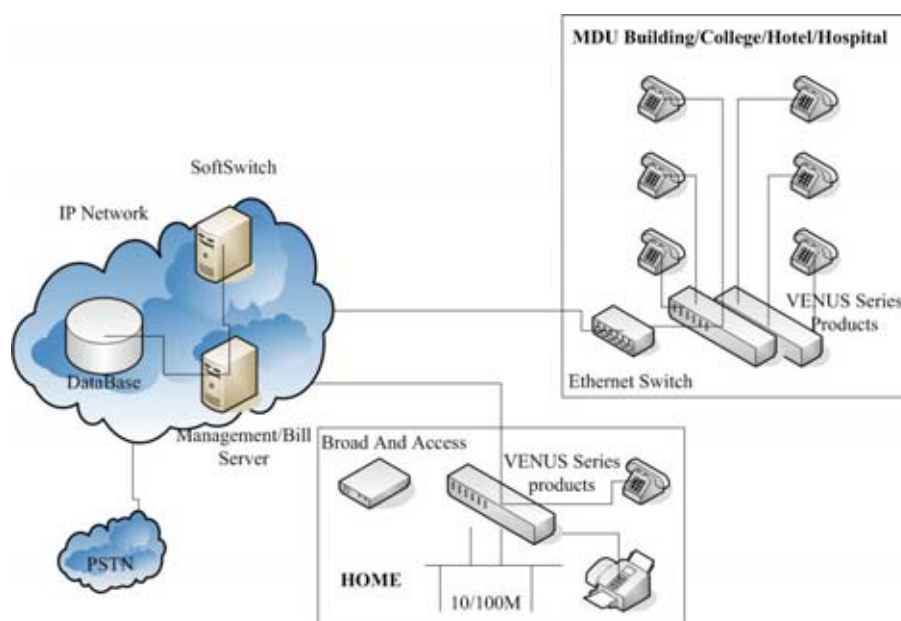 MDU Building/College/Hotel/Hospital
SoftSwitch
IP Network
VENUS Series
Products
DataBase
Ethernet Switch
Management/Bill
Server
Broad And Access
VENUS Series
products
PSTN
HOME
10/100M